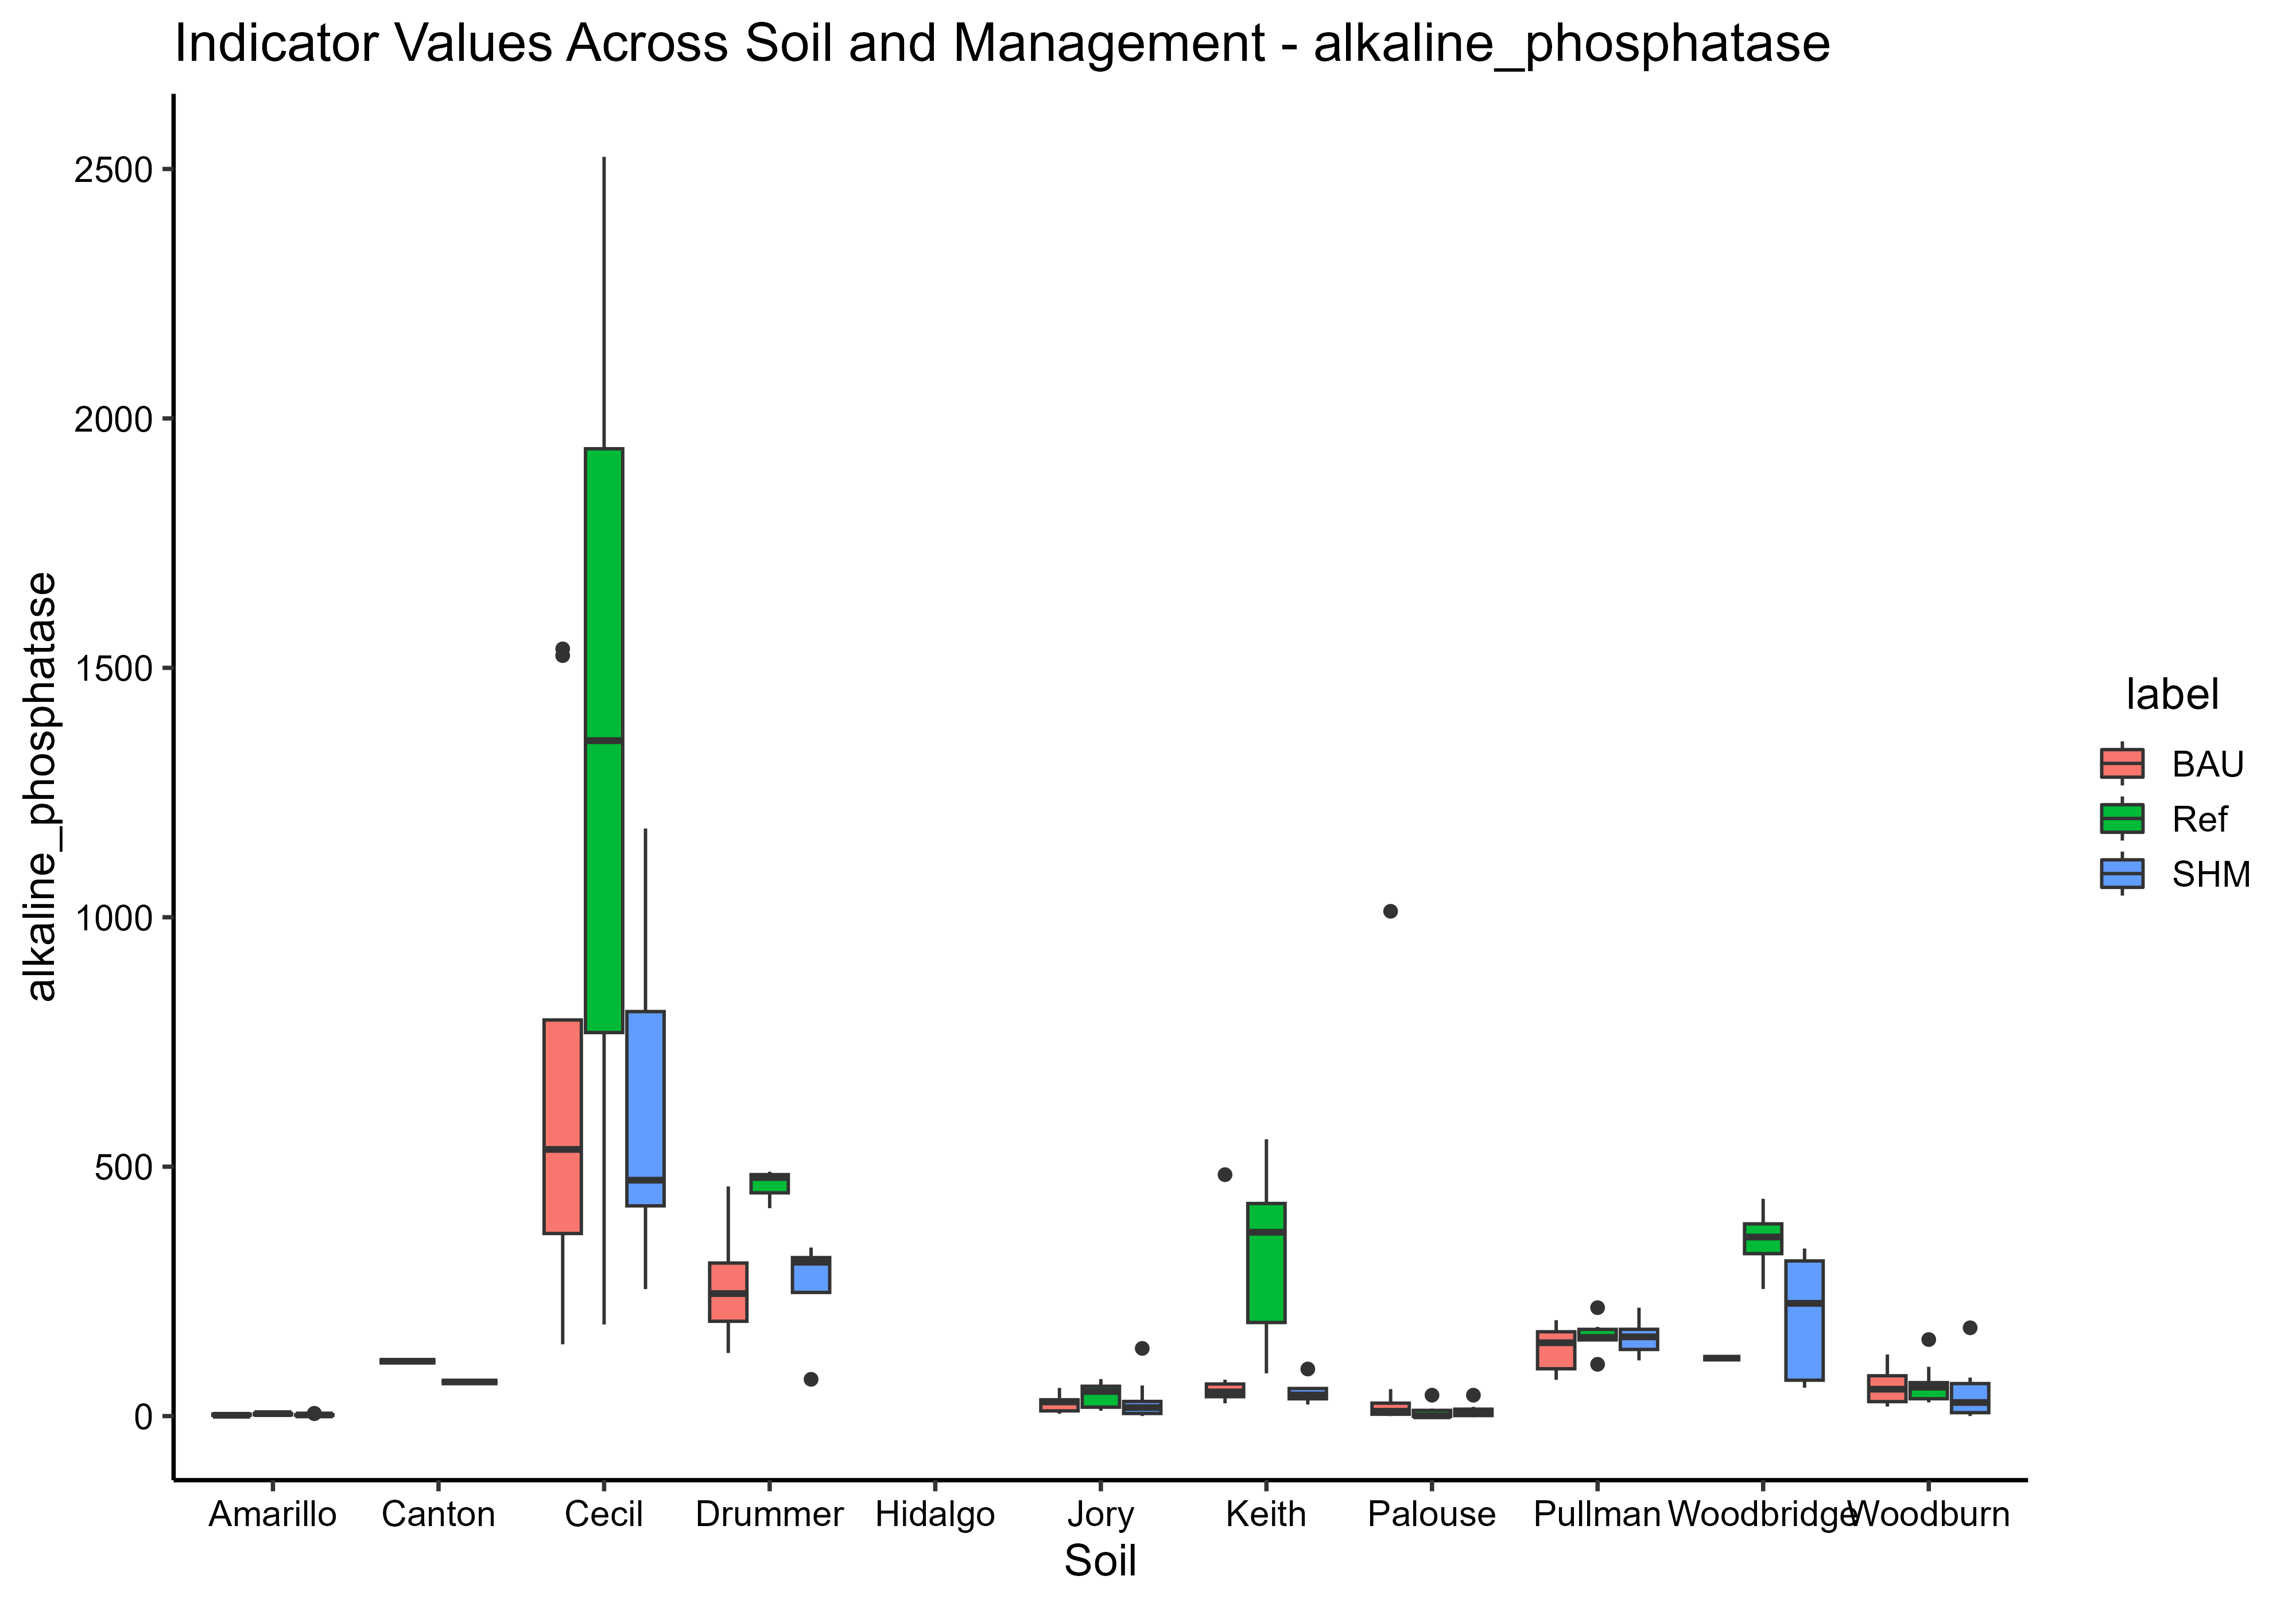 Indicator Values Across Soil and Management - alkaline_phosphatase
alkaline_phosphatase
2500
2000
1500
1000
500
0
Amarillo
Canton
Cecil
Drummer
Hidalgo
Jory
Keith
Palouse
Pullman
Woodbridge
Woodburn
Soil
label
BAU
Ref
SHM